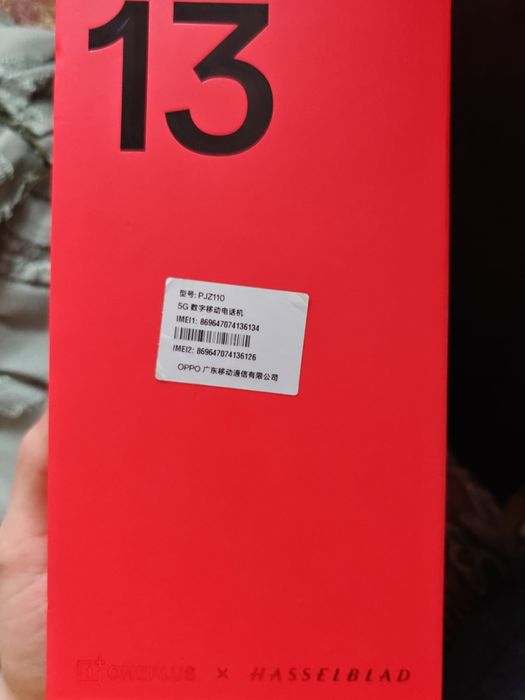 13
型号: PJZ110
5G 数字移动电话机
IMEI1: 869647074136134
IMEI2: 869647074136126
OPPO 广东移动通信有限公司
ONEPLUS × HASSELBLAD